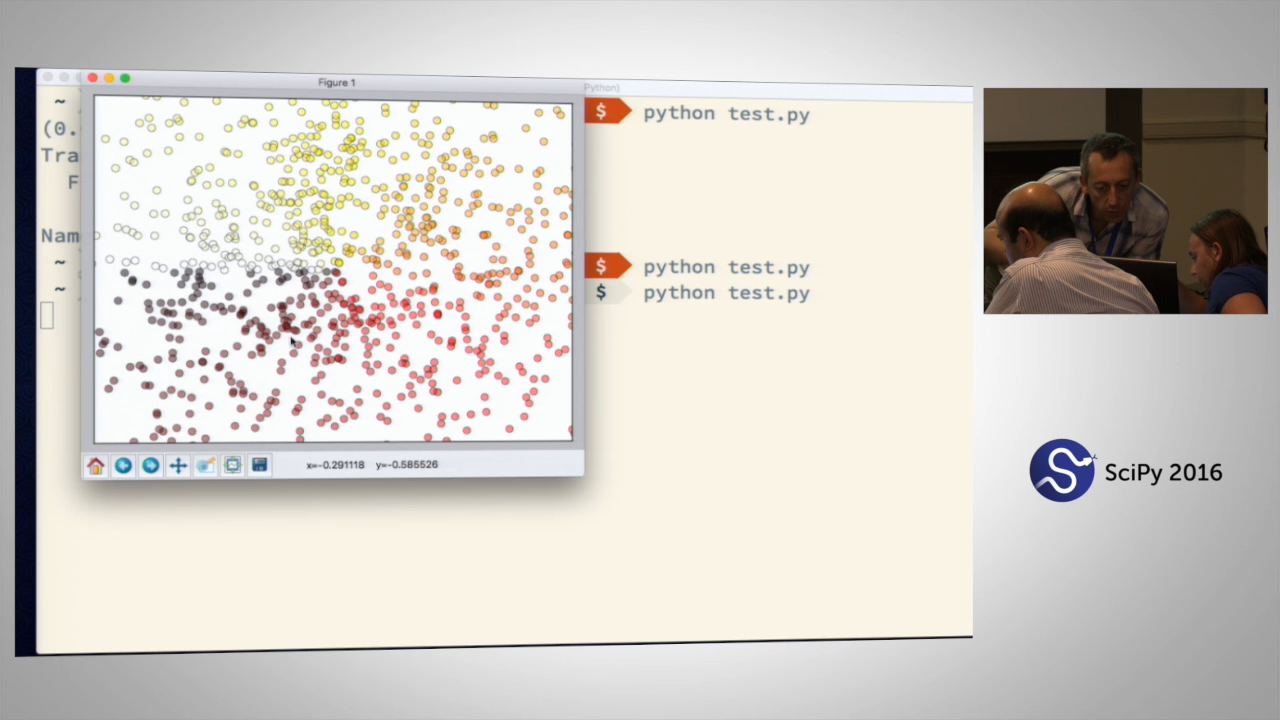 Figure 1
Python)
~ $ python test.py
(0.
Tra
F
Nam
~ $ python test.py
~ $ python test.py
x=-0.291118 y=-0.585526
SciPy 2016